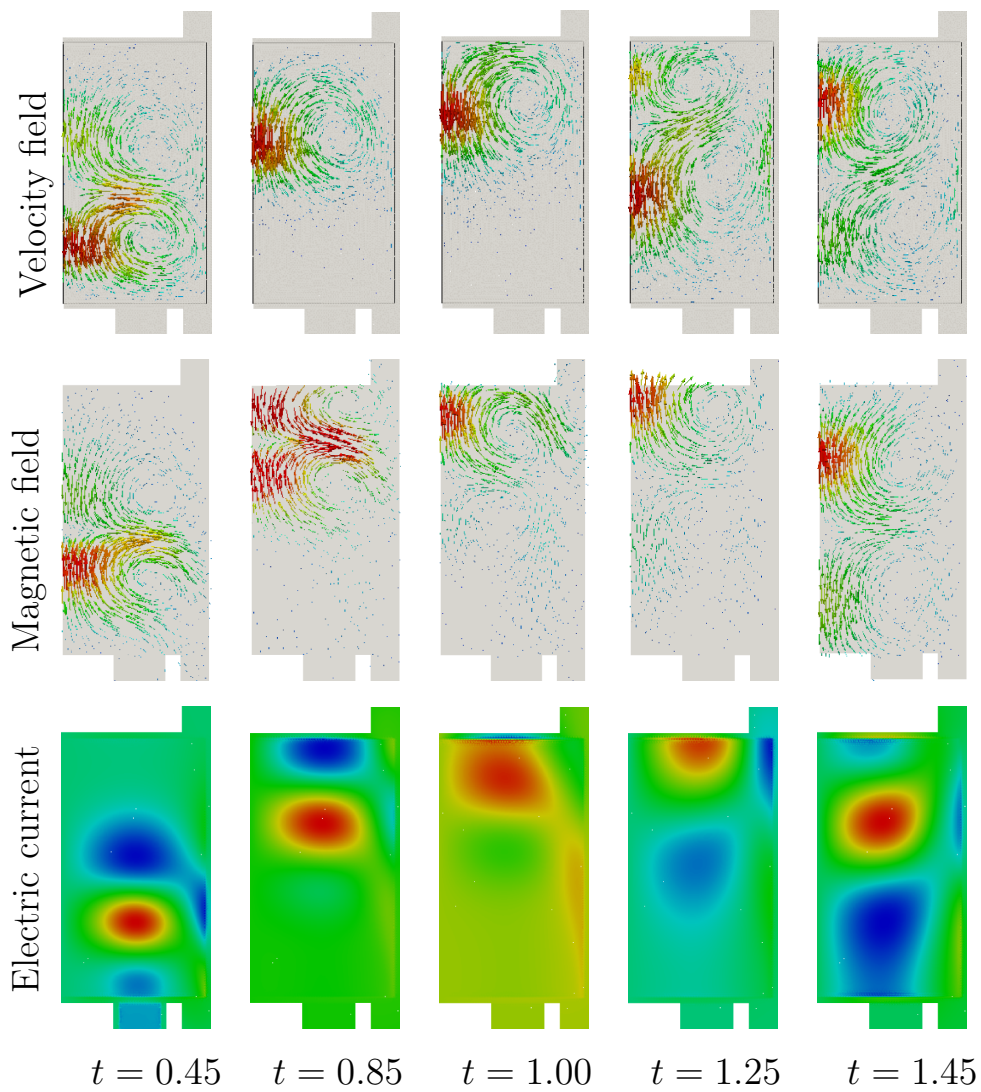 Velocity field
Magnetic field
Electric current
t = 0.45
t = 0.85
t = 1.00
t = 1.25
t = 1.45